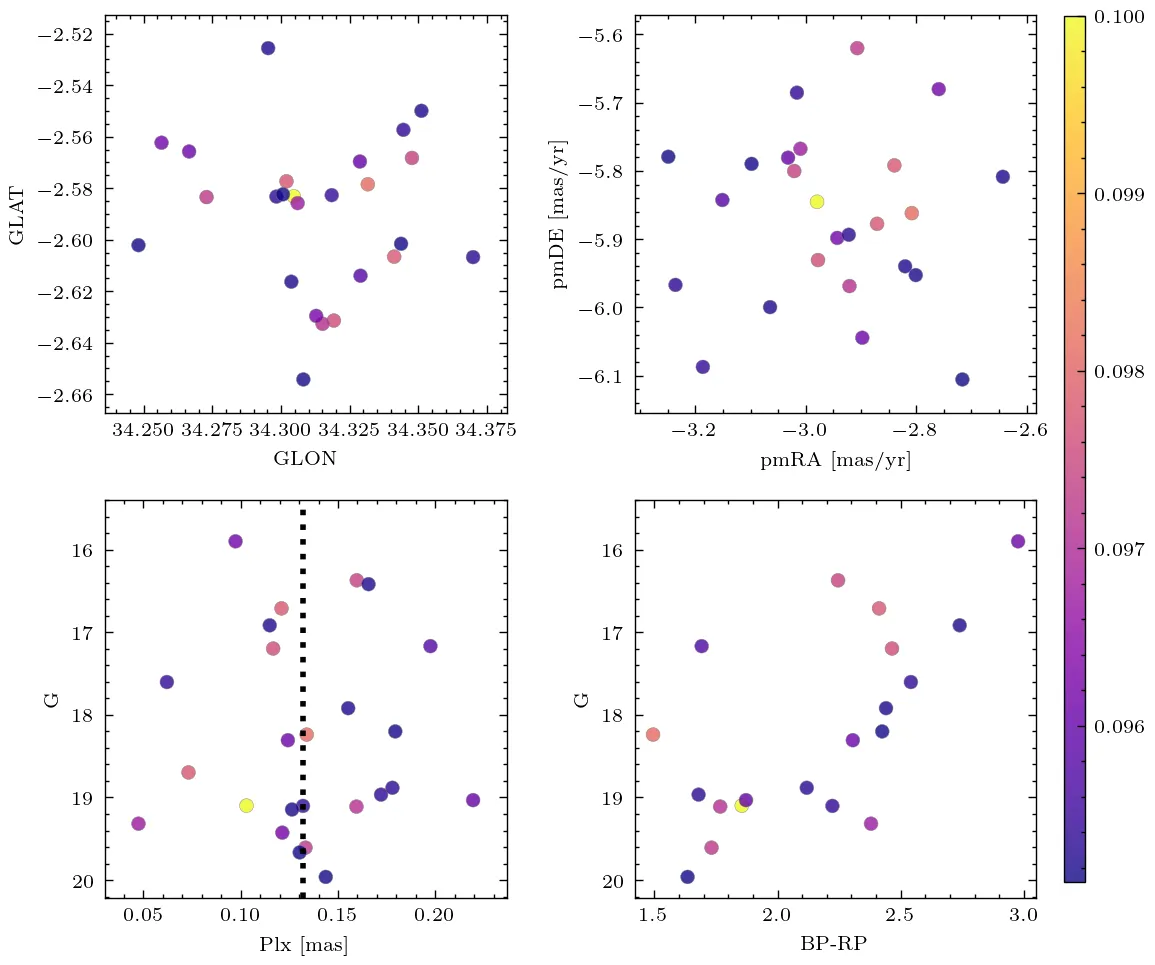 −2.52
−2.54
−2.56
−2.58
−2.60
−2.62
−2.64
−2.66
GLAT
34.250 34.275 34.300 34.325 34.350 34.375
GLON
−5.6
−5.7
−5.8
−5.9
−6.0
−6.1
pmDE [mas/yr]
−3.2 −3.0 −2.8 −2.6
pmRA [mas/yr]
16
17
18
19
20
G
0.05 0.10 0.15 0.20
Plx [mas]
16
17
18
19
20
G
1.5 2.0 2.5 3.0
BP-RP
0.100
0.099
0.098
0.097
0.096